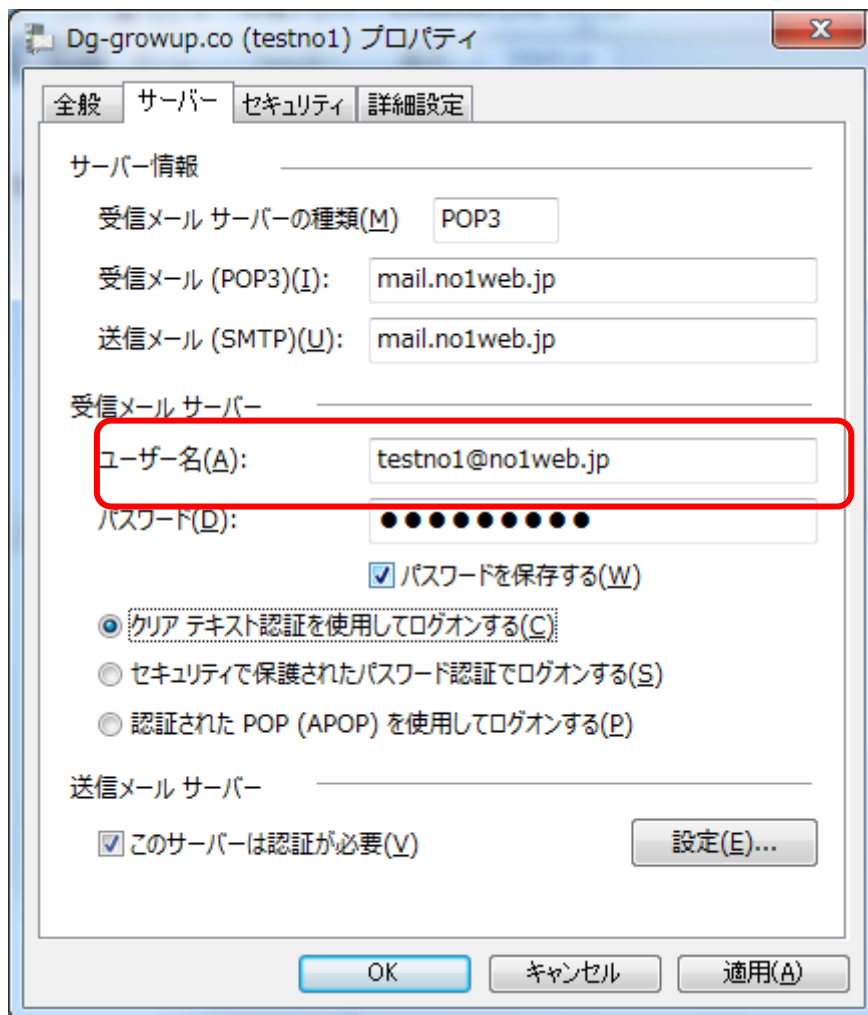 Dg-growup.co (testno1) プロパティ
全般 サーバー セキュリティ 詳細設定
サーバー情報
受信メール サーバーの種類(M) POP3
受信メール (POP3)(I): mail.no1web.jp
送信メール (SMTP)(U): mail.no1web.jp
受信メール サーバー
ユーザー名(A): testno1@no1web.jp
パスワード(D): ●●●●●●●●●
パスワードを保存する(W)
クリア テキスト認証を使用してログオンする(C)
セキュリティで保護されたパスワード認証でログオンする(S)
認証された POP (APOP) を使用してログオンする(P)
送信メール サーバー
このサーバーは認証が必要(V) 設定(E)...
OK キャンセル 適用(A)